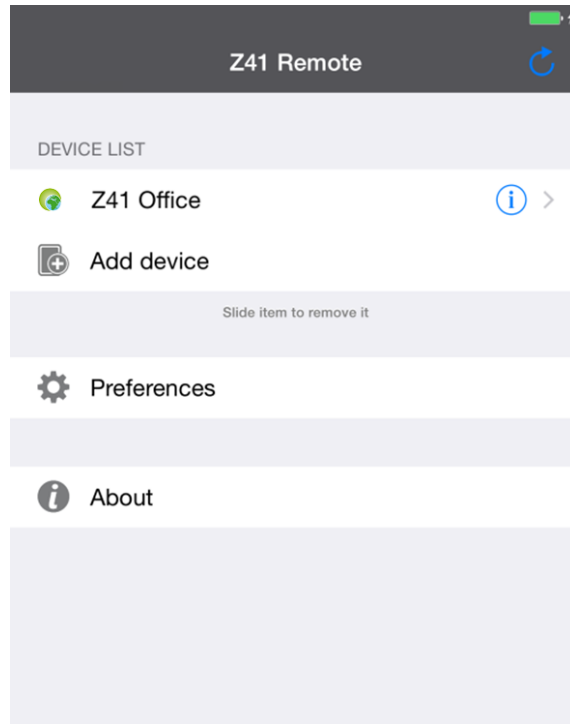 Z41 Remote
DEVICE LIST
Z41 Office
Add device
Slide item to remove it
Preferences
About